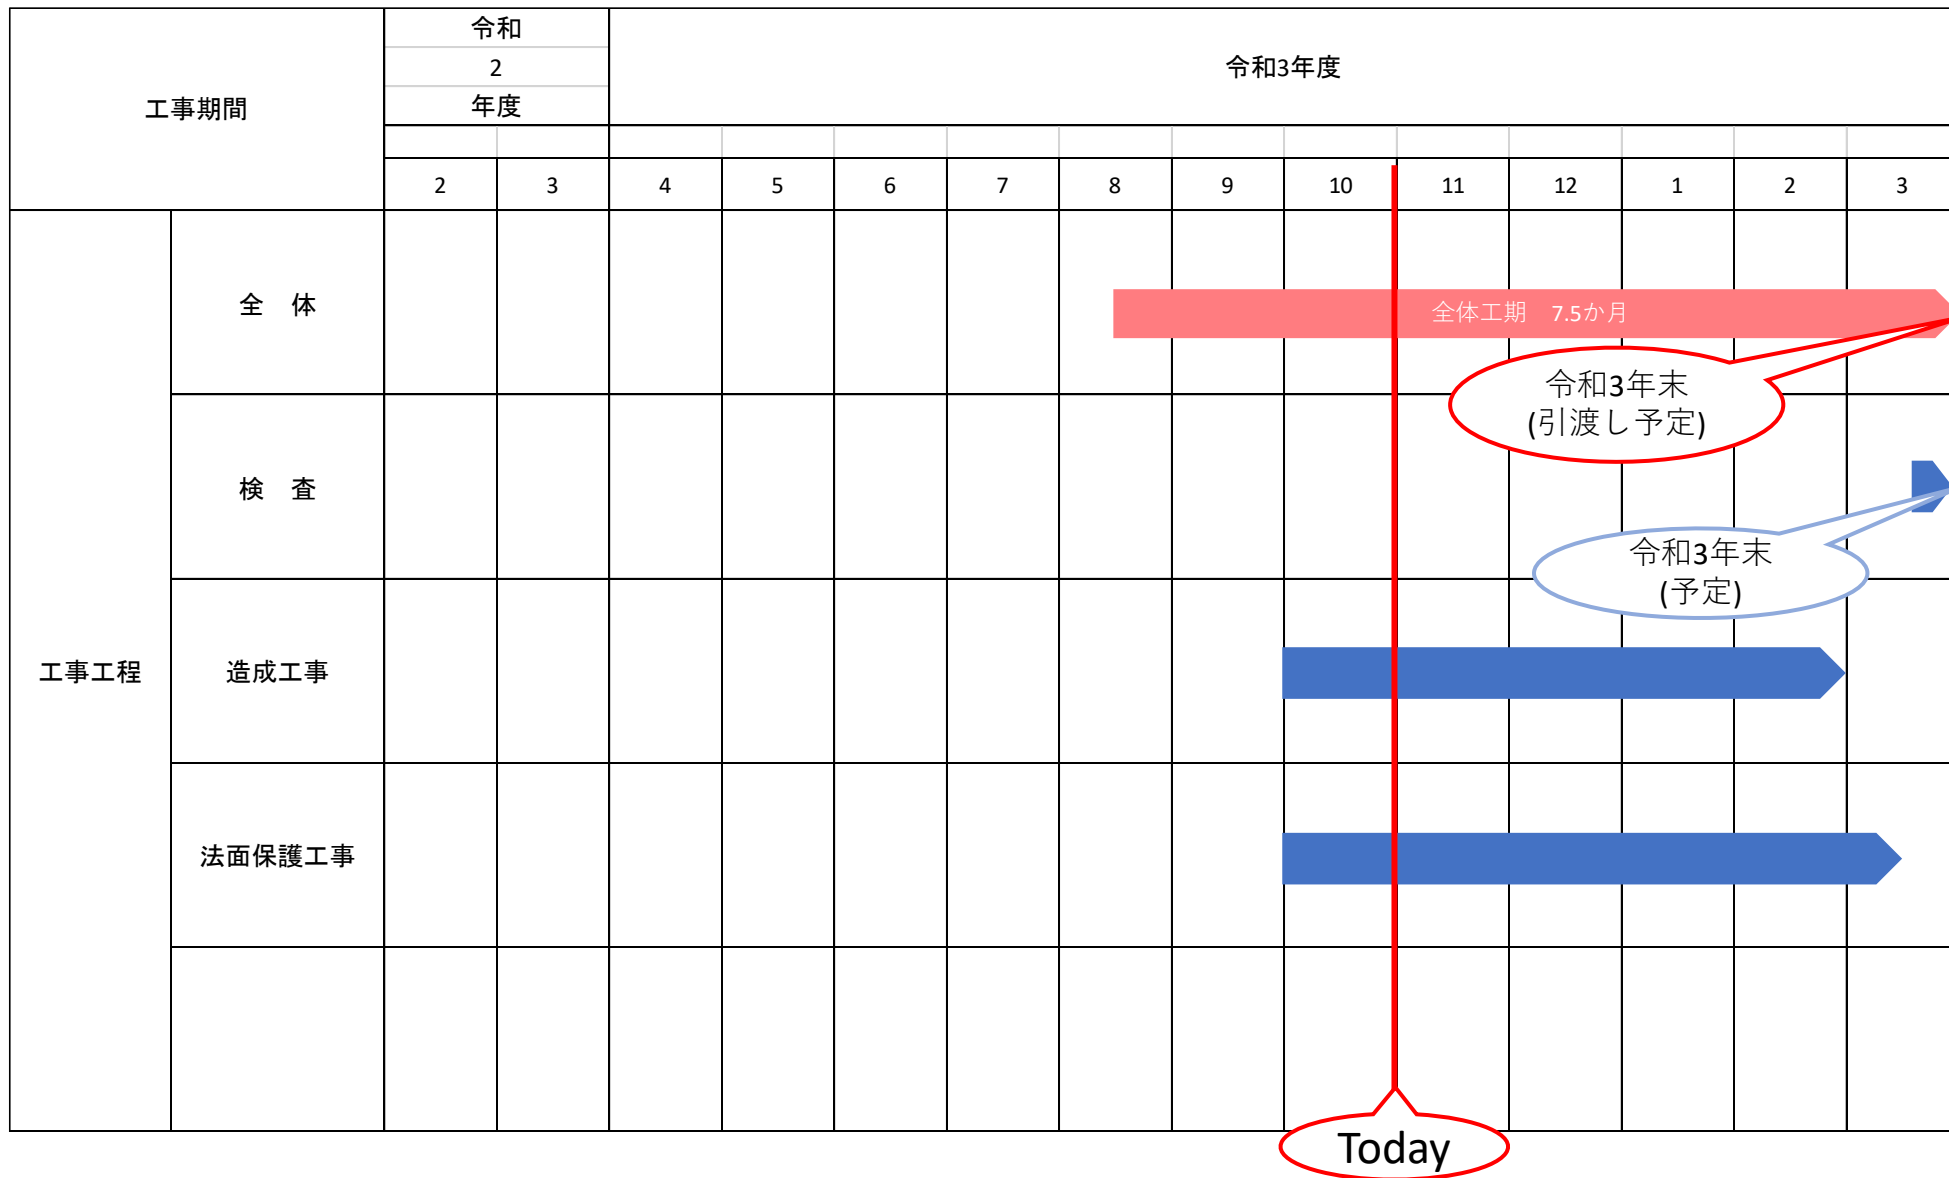 工事期間
令和
2
年度
令和3年度
2 3 4 5 6 7 8 9 10 11 12 1 2 3
工事工程
全　体
全体工期　7.5か月
令和3年末
(引渡し予定)
検　査
令和3年末
(予定)
造成工事
法面保護工事
Today